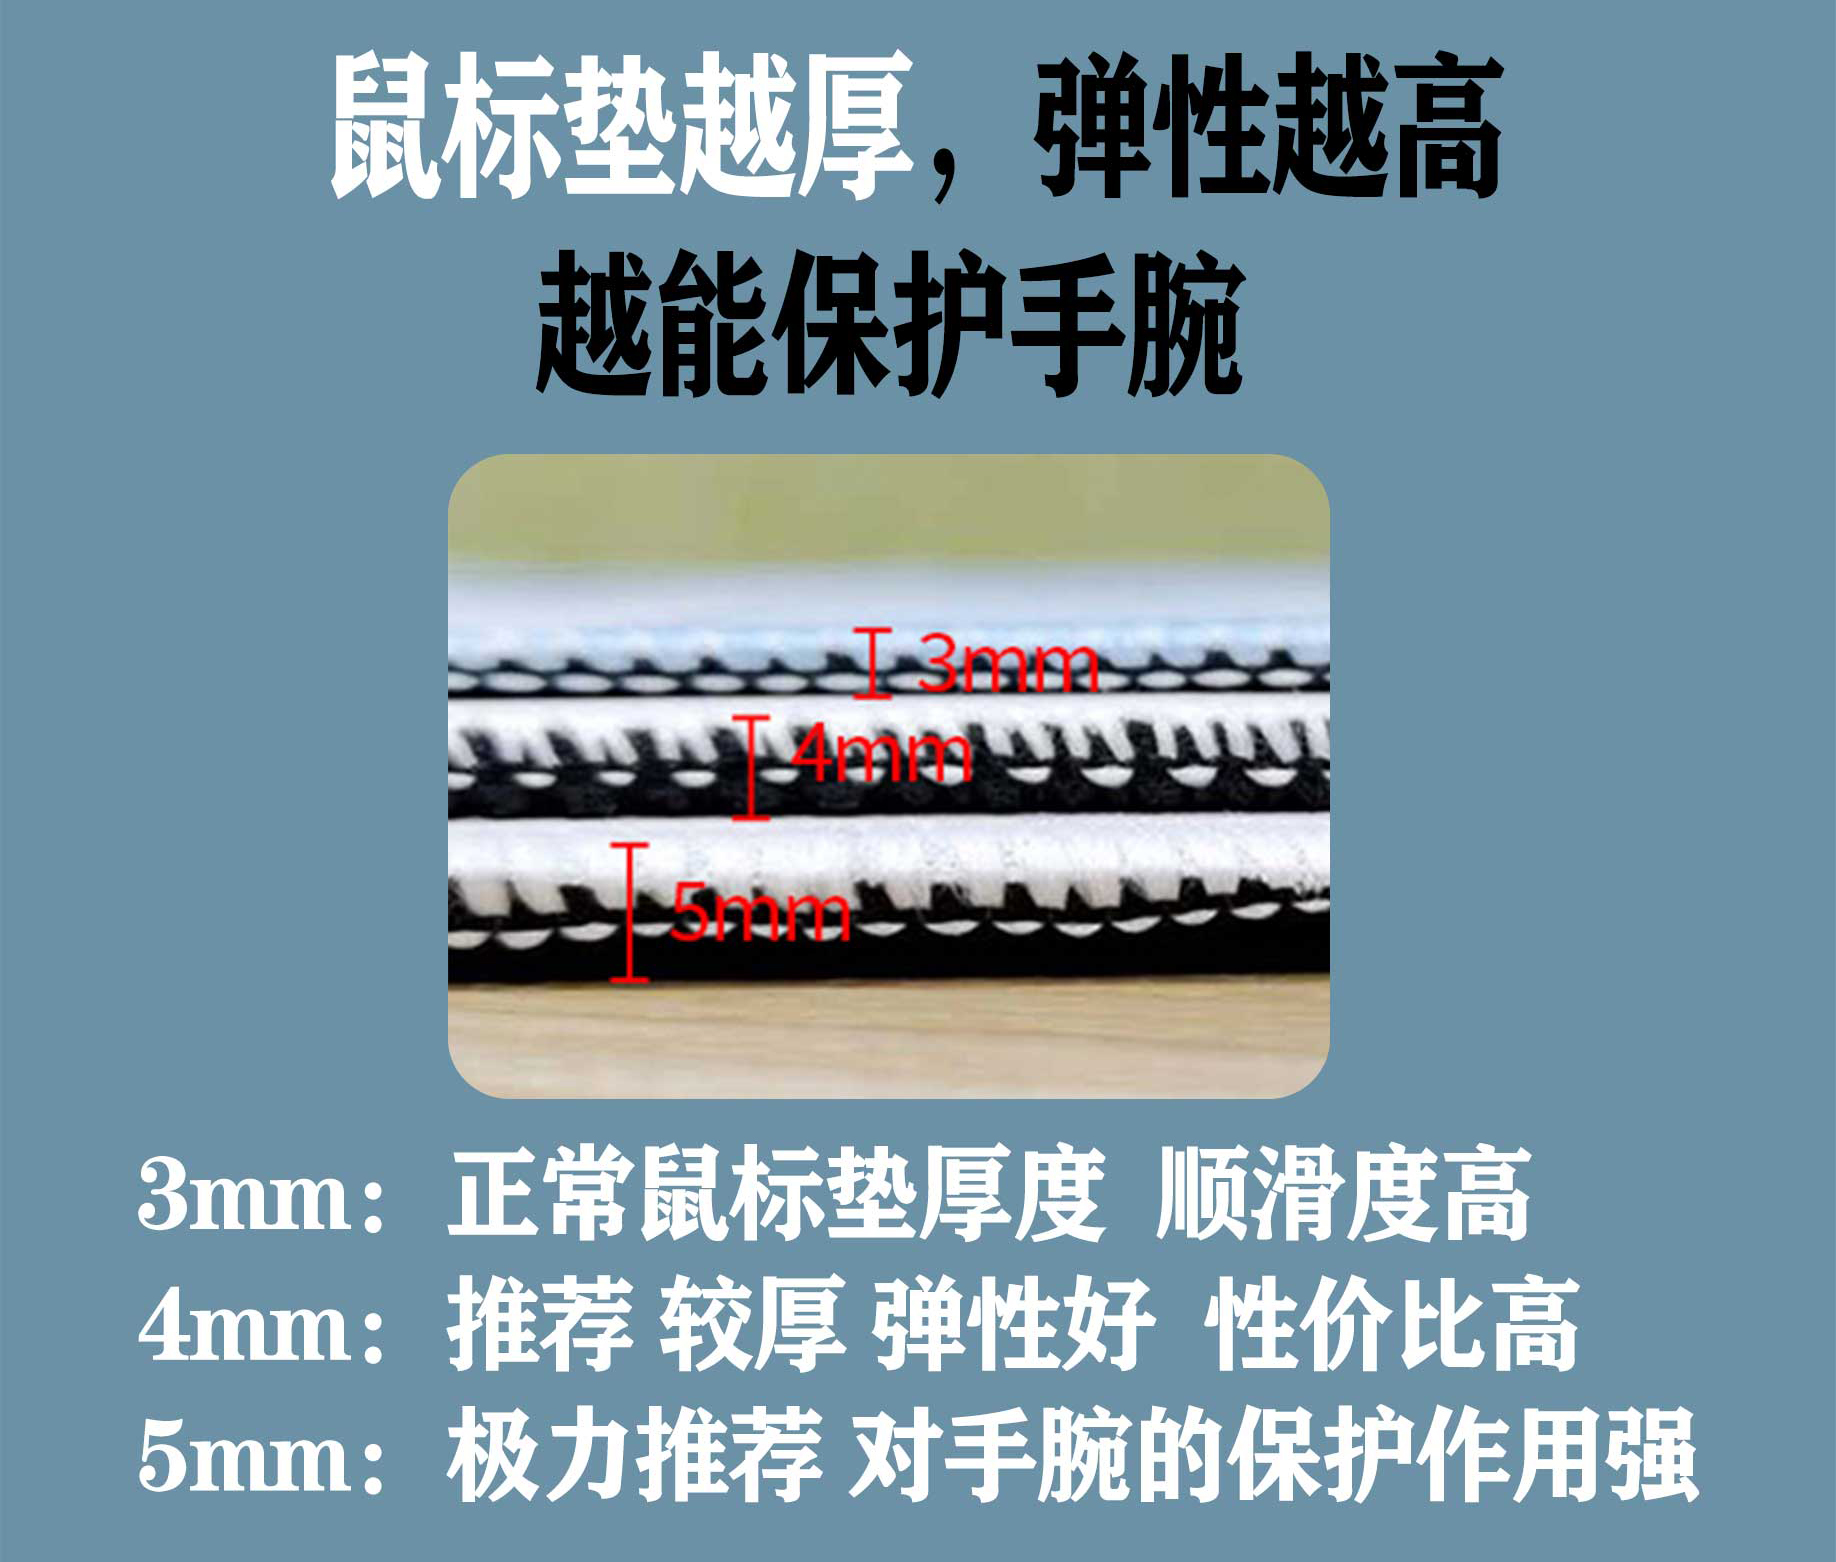 鼠标垫越厚，弹性越高
越能保护手腕
3mm
4mm
5mm
3mm：正常鼠标垫厚度 顺滑度高
4mm：推荐 较厚 弹性好 性价比高
5mm：极力推荐 对手腕的保护作用强